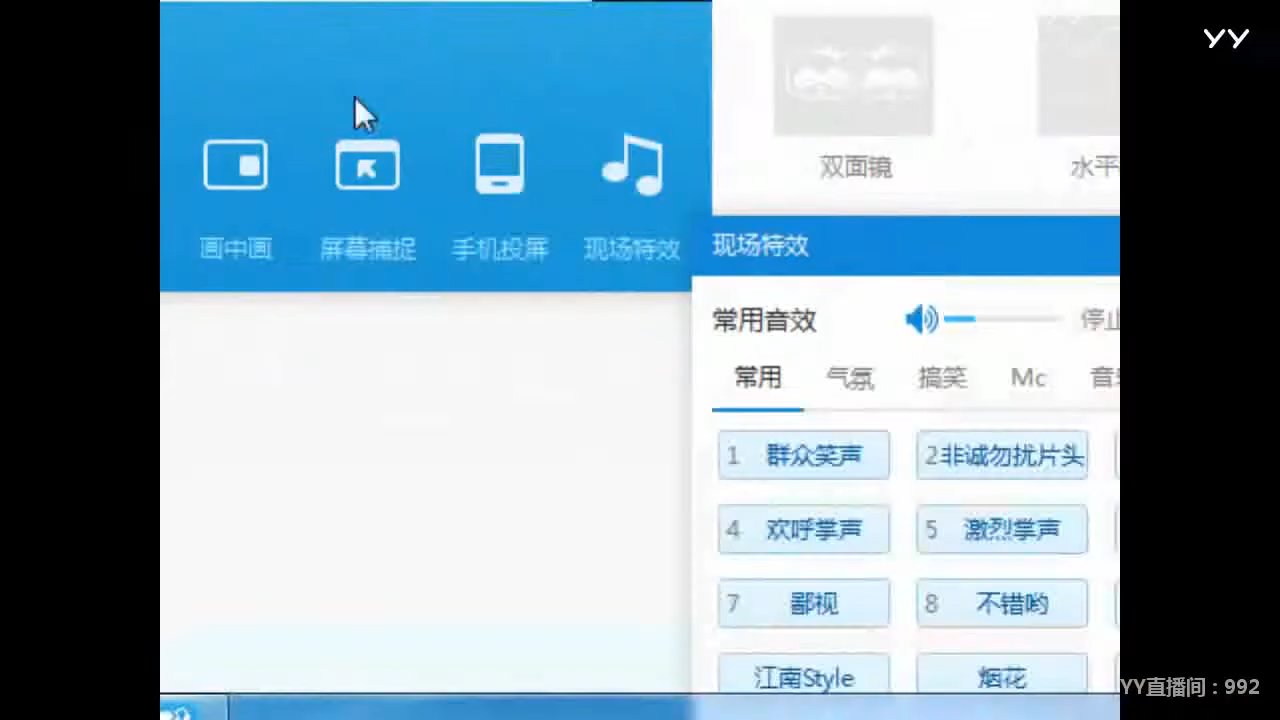 YY
双面镜
水平
画中画 屏幕捕捉 手机投屏 现场特效
现场特效
常用音效
停止
常用 气氛 搞笑 Mc 音
1 群众笑声
2非诚勿扰片头
4 欢呼掌声
5 激烈掌声
7 鄙视
8 不错哟
江南Style
烟花
YY直播间：992